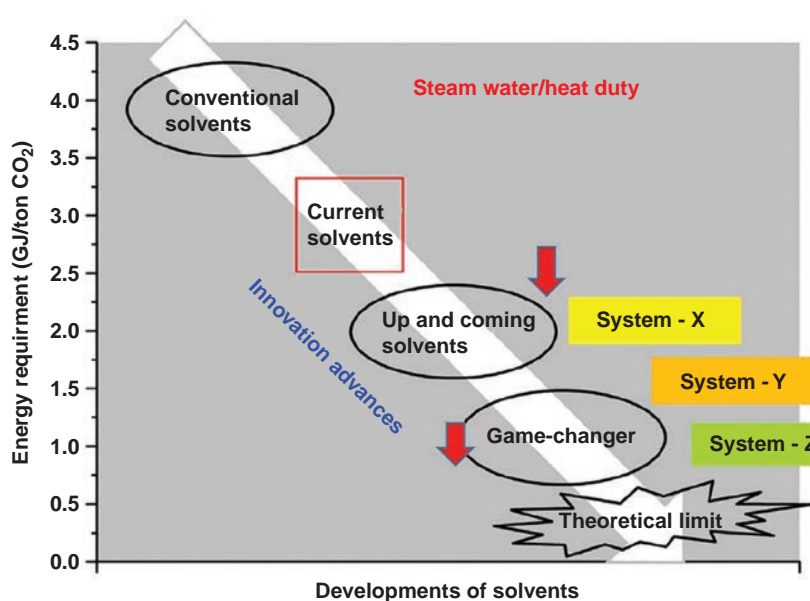 4.5
4.0
3.5
3.0
2.5
2.0
1.5
1.0
0.5
0.0
Energy requirment (GJ/ton CO₂)
Steam water/heat duty
Conventional
solvents
Current
solvents
Innovation advances
Up and coming
solvents
System - X
System - Y
Game-changer
System - Z
Theoretical limit
Developments of solvents